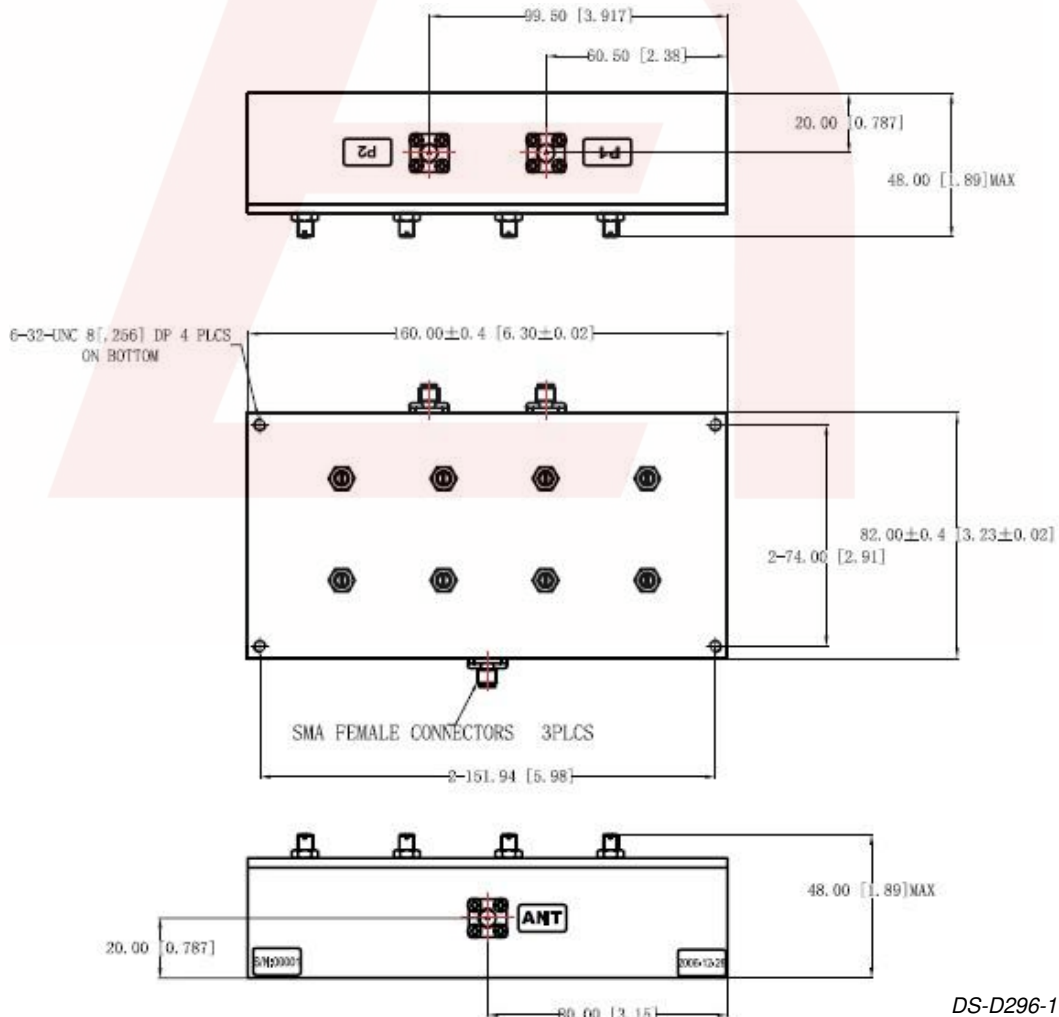 99.50 [3.917]
60.50 [2.38]
20.00 [0.787]
P2
P1
48.00 [1.89]MAX
6-32-UNC 8[.256] DP 4 PLCS
ON BOTTOM
160.00±0.4 [6.30±0.02]
82.00±0.4 [3.23±0.02]
2-74.00 [2.91]
SMA FEMALE CONNECTORS 3PLCS
2-151.94 [5.98]
48.00 [1.89]MAX
ANT
20.00 [0.787]
S/N:00001
2006-12-26
80.00 [3.15]
DS-D296-1